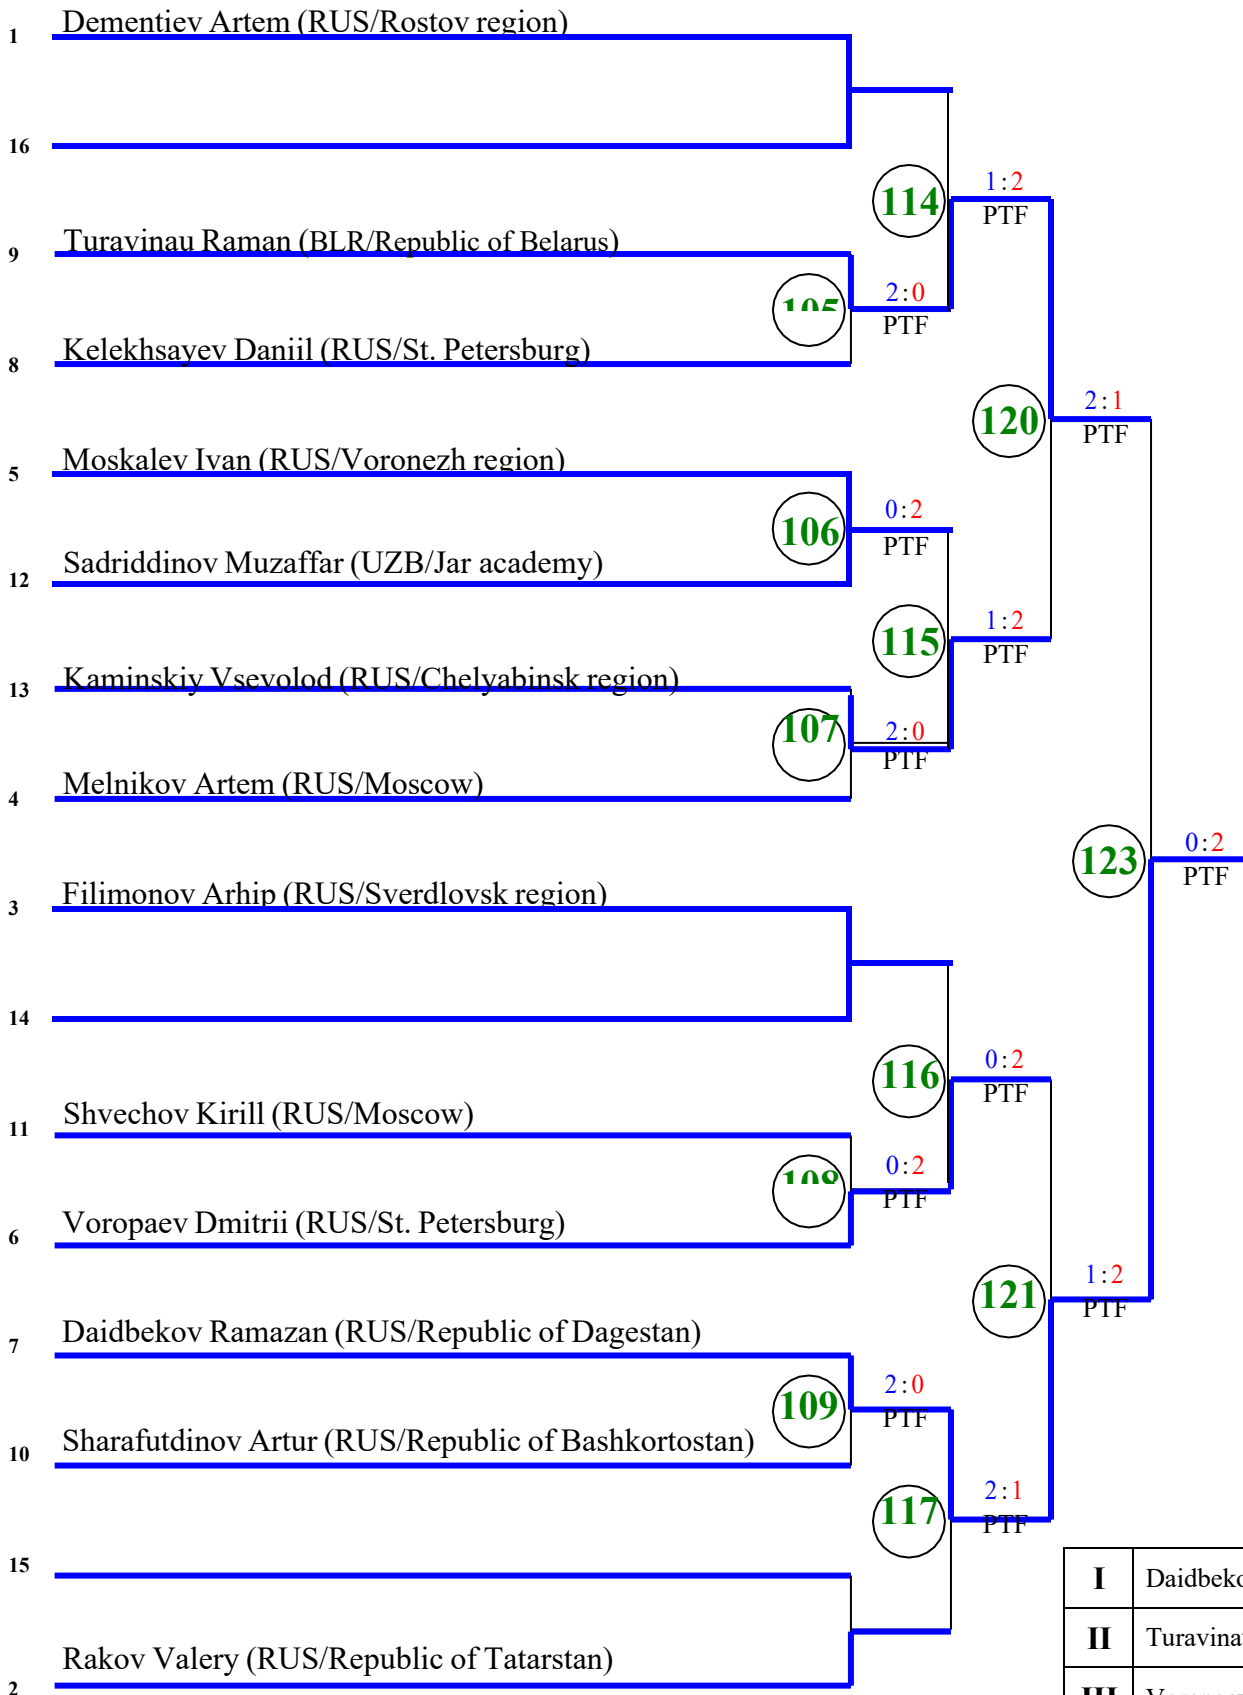 Dementiev Artem (RUS/Rostov region)
1
16
114
1:2
PTF
Turavinau Raman (BLR/Republic of Belarus)
9
105
2:0
PTF
Kelekhsayev Daniil (RUS/St. Petersburg)
8
120
2:1
PTF
Moskalev Ivan (RUS/Voronezh region)
5
106
0:2
PTF
Sadriddinov Muzaffar (UZB/Jar academy)
12
115
1:2
PTF
Kaminskiy Vsevolod (RUS/Chelyabinsk region)
13
107
2:0
PTF
Melnikov Artem (RUS/Moscow)
4
123
0:2
PTF
Filimonov Arhip (RUS/Sverdlovsk region)
3
14
116
0:2
PTF
Shvechov Kirill (RUS/Moscow)
11
108
0:2
PTF
Voropaev Dmitrii (RUS/St. Petersburg)
6
121
1:2
PTF
Daidbekov Ramazan (RUS/Republic of Dagestan)
7
109
2:0
PTF
Sharafutdinov Artur (RUS/Republic of Bashkortostan)
10
117
2:1
PTF
15
I Daidbeko
II Turavina
Rakov Valery (RUS/Republic of Tatarstan)
2
III